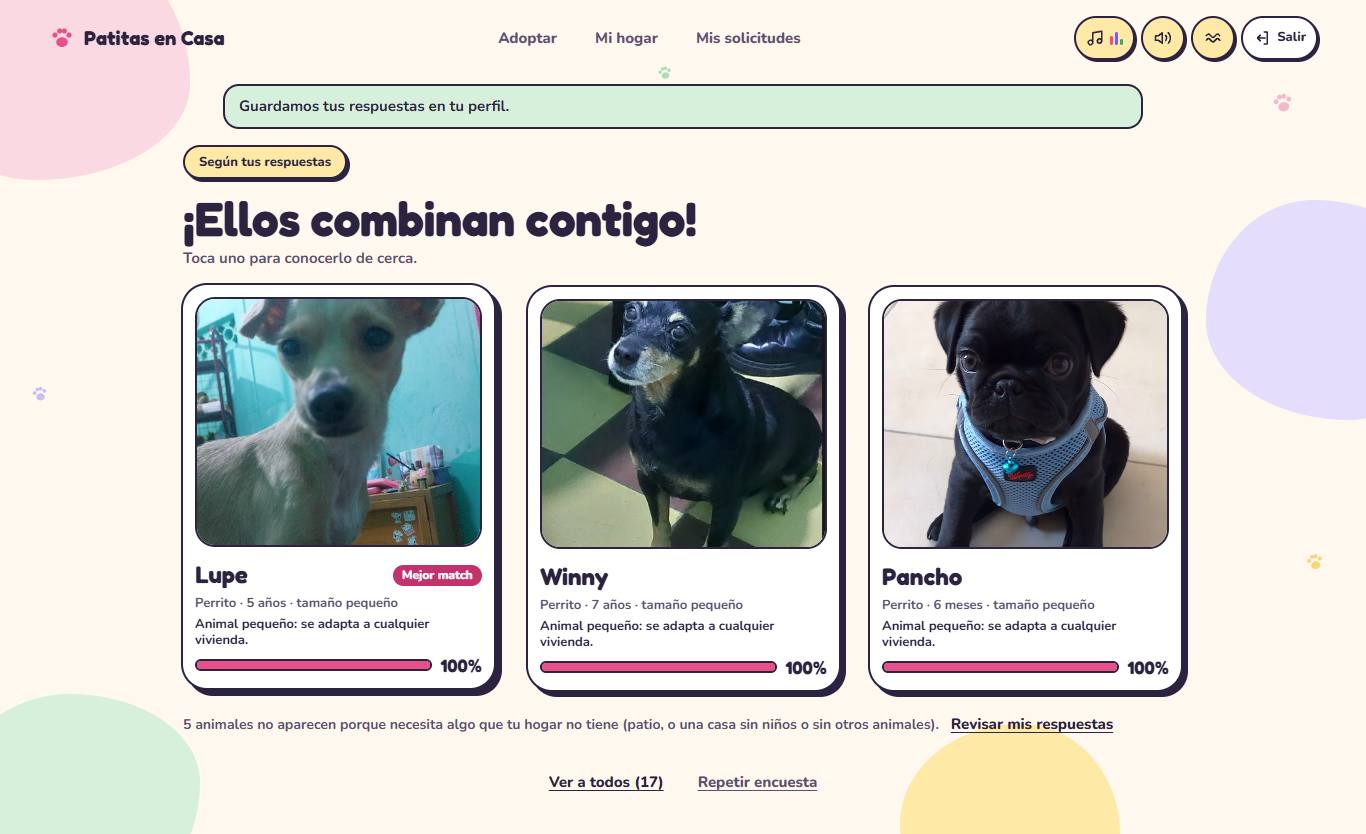 Patitas en Casa
Adoptar
Mi hogar
Mis solicitudes
Salir
Guardamos tus respuestas en tu perfil.
Según tus respuestas
¡Ellos combinan contigo!
Toca uno para conocerlo de cerca.
Lupe
Mejor match
Perrito · 5 años · tamaño pequeño
Animal pequeño: se adapta a cualquier
vivienda.
100%
Winny
Perrito · 7 años · tamaño pequeño
Animal pequeño: se adapta a cualquier
vivienda.
100%
Pancho
Perrito · 6 meses · tamaño pequeño
Animal pequeño: se adapta a cualquier
vivienda.
100%
5 animales no aparecen porque necesita algo que tu hogar no tiene (patio, o una casa sin niños o sin otros animales).
Revisar mis respuestas
Ver a todos (17)
Repetir encuesta